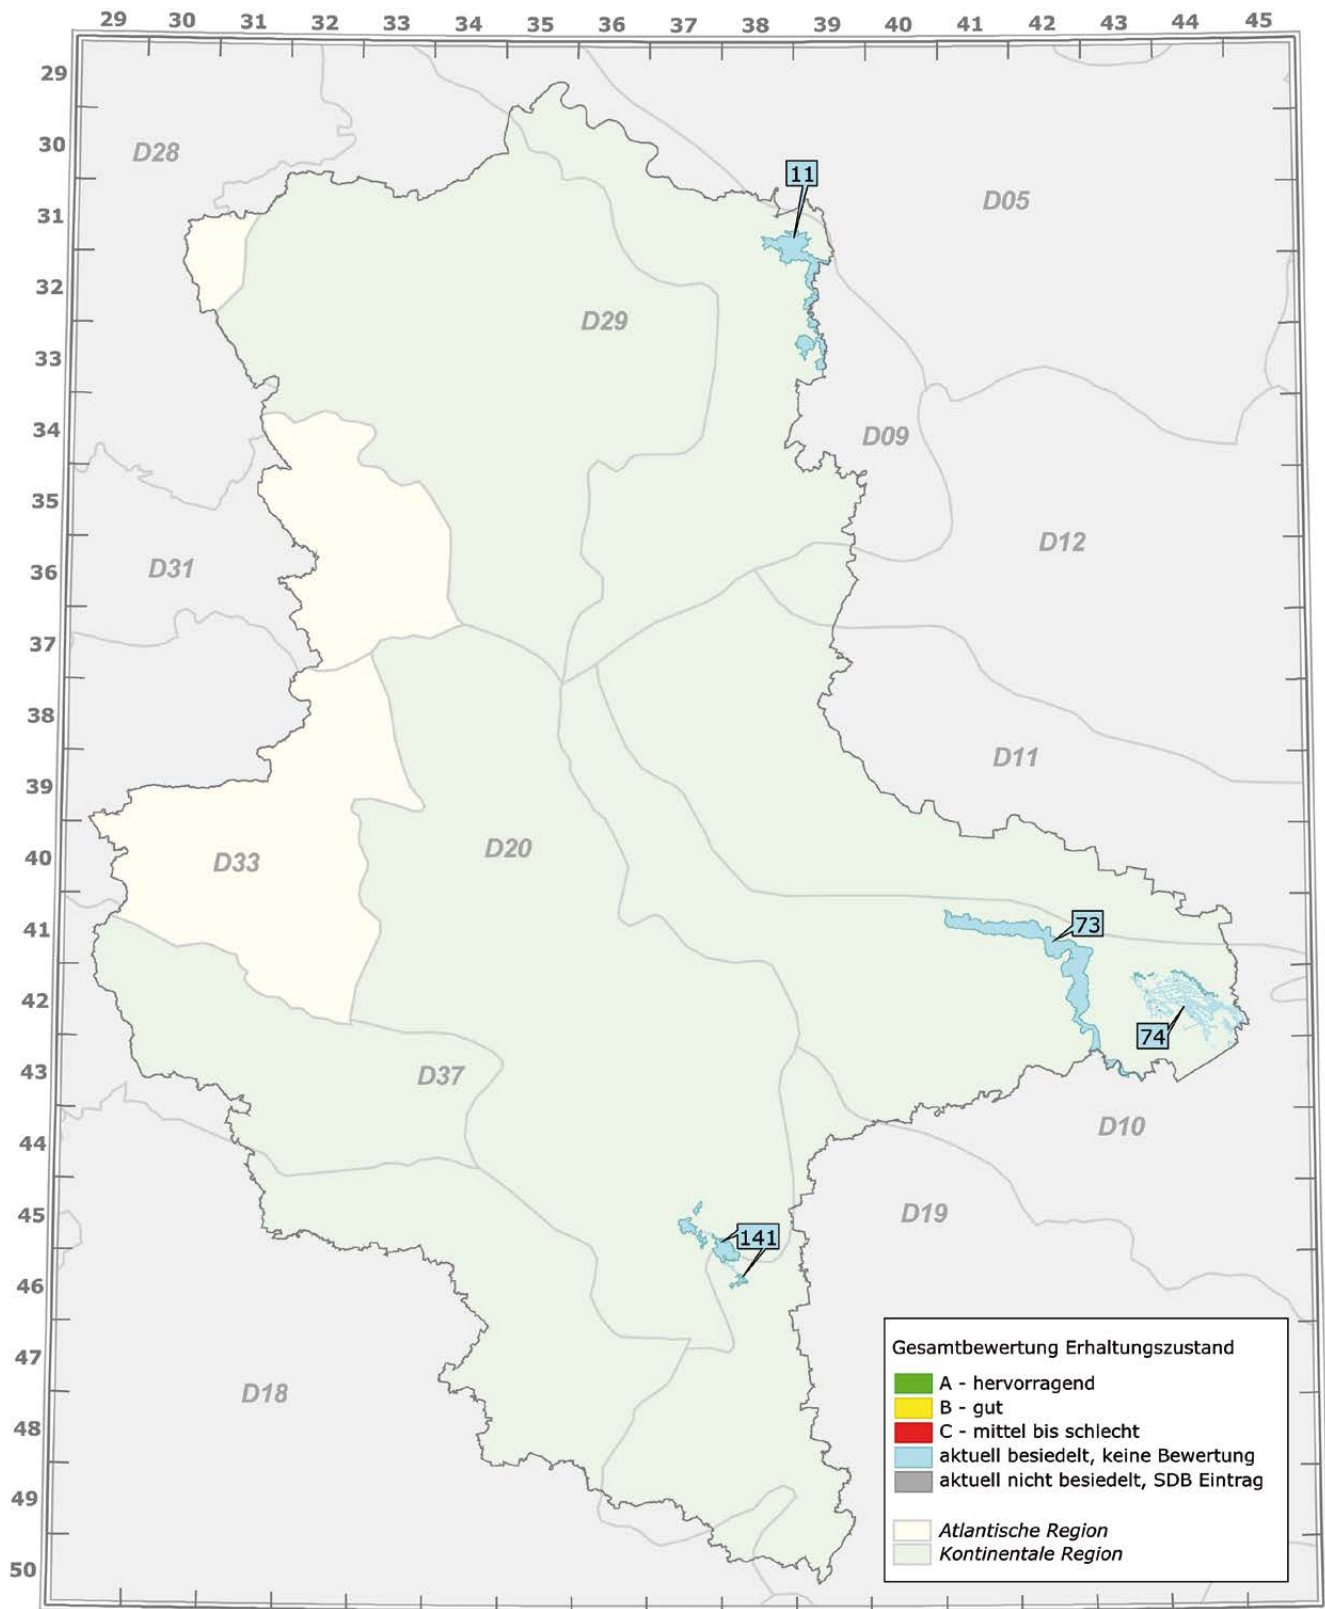 29 30 31 32 33 34 35 36 37 38 39 40 41 42 43 44 45
29
30
D28
11
31
D05
32
D29
33
34
D09
35
D12
36
D31
37
38
D11
39
40
D33
D20
41
73
42
74
43
D37
D10
44
45
D19
141
46
Gesamtbewertung Erhaltungszustand
47
A - hervorragend
D18
B - gut
48
C - mittel bis schlecht
aktuell besiedelt, keine Bewertung
aktuell nicht besiedelt, SDB Eintrag
49
Atlantische Region
Kontinentale Region
50